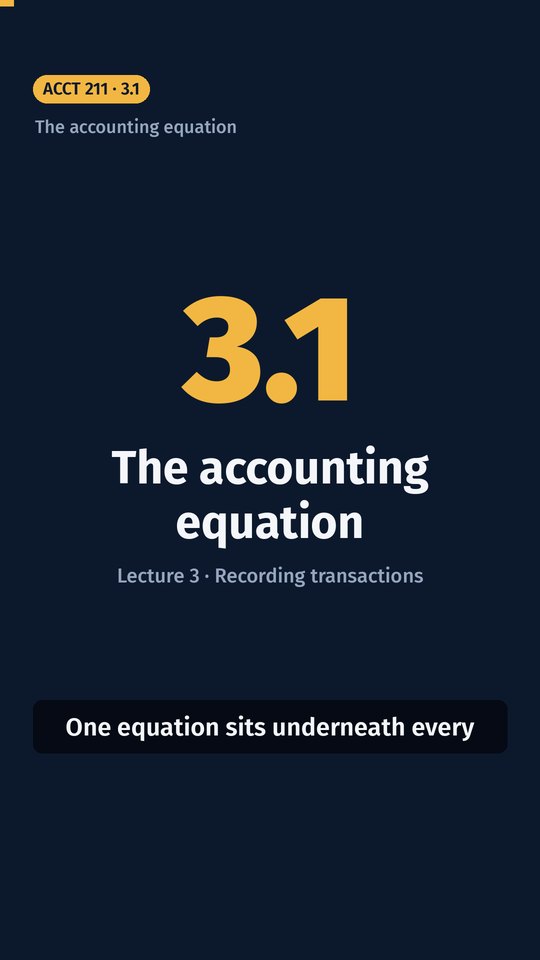 ACCT 211 · 3.1
The accounting equation
3.1
The accounting
equation
Lecture 3 · Recording transactions
One equation sits underneath every